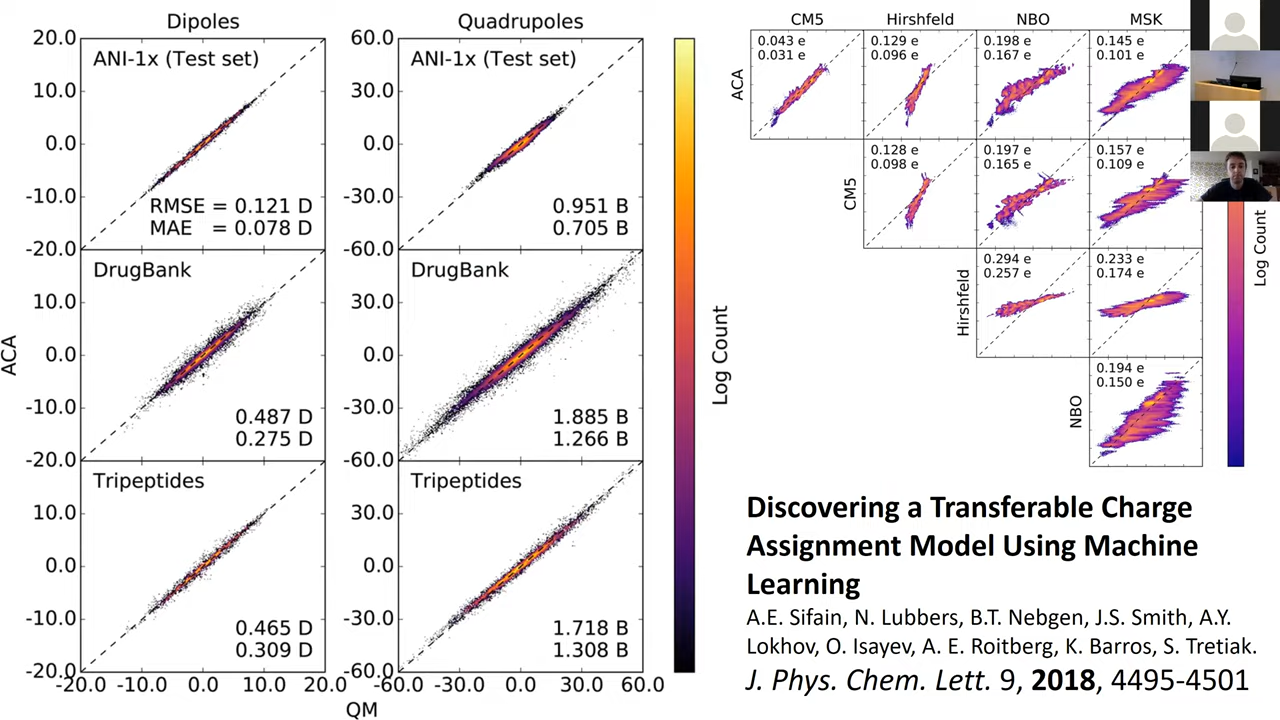 Dipoles
Quadrupoles
20.0
ANI-1x (Test set)
10.0
0.0
-10.0
RMSE = 0.121 D
MAE = 0.078 D
-20.0
60.0
ANI-1x (Test set)
30.0
0.0
-30.0
0.951 B
0.705 B
-60.0
DrugBank
10.0
0.0
-10.0
0.487 D
0.275 D
-20.0
DrugBank
30.0
0.0
-30.0
1.885 B
1.266 B
-60.0
Tripeptides
10.0
0.0
-10.0
0.465 D
0.309 D
-20.0
Tripeptides
30.0
0.0
30.0
1.718 B
1.308 B
-60.0
-20.0 -10.0 0.0 10.0 20.0
-60.0 -30.0 0.0 30.0 60.0
ACA
QM
Log Count
CM5
Hirshfeld
NBO
MSK
ACA
0.043 e
0.031 e
0.129 e
0.096 e
0.198 e
0.167 e
0.145 e
0.101 e
CM5
0.128 e
0.098 e
0.197 e
0.165 e
0.157 e
0.109 e
Hirshfeld
0.294 e
0.257 e
0.233 e
0.174 e
NBO
0.194 e
0.150 e
Log Count
Discovering a Transferable Charge
Assignment Model Using Machine
Learning
A.E. Sifain, N. Lubbers, B.T. Nebgen, J.S. Smith, A.Y.
Lokhov, O. Isayev, A. E. Roitberg, K. Barros, S. Tretiak.
J. Phys. Chem. Lett. 9, 2018, 4495-4501